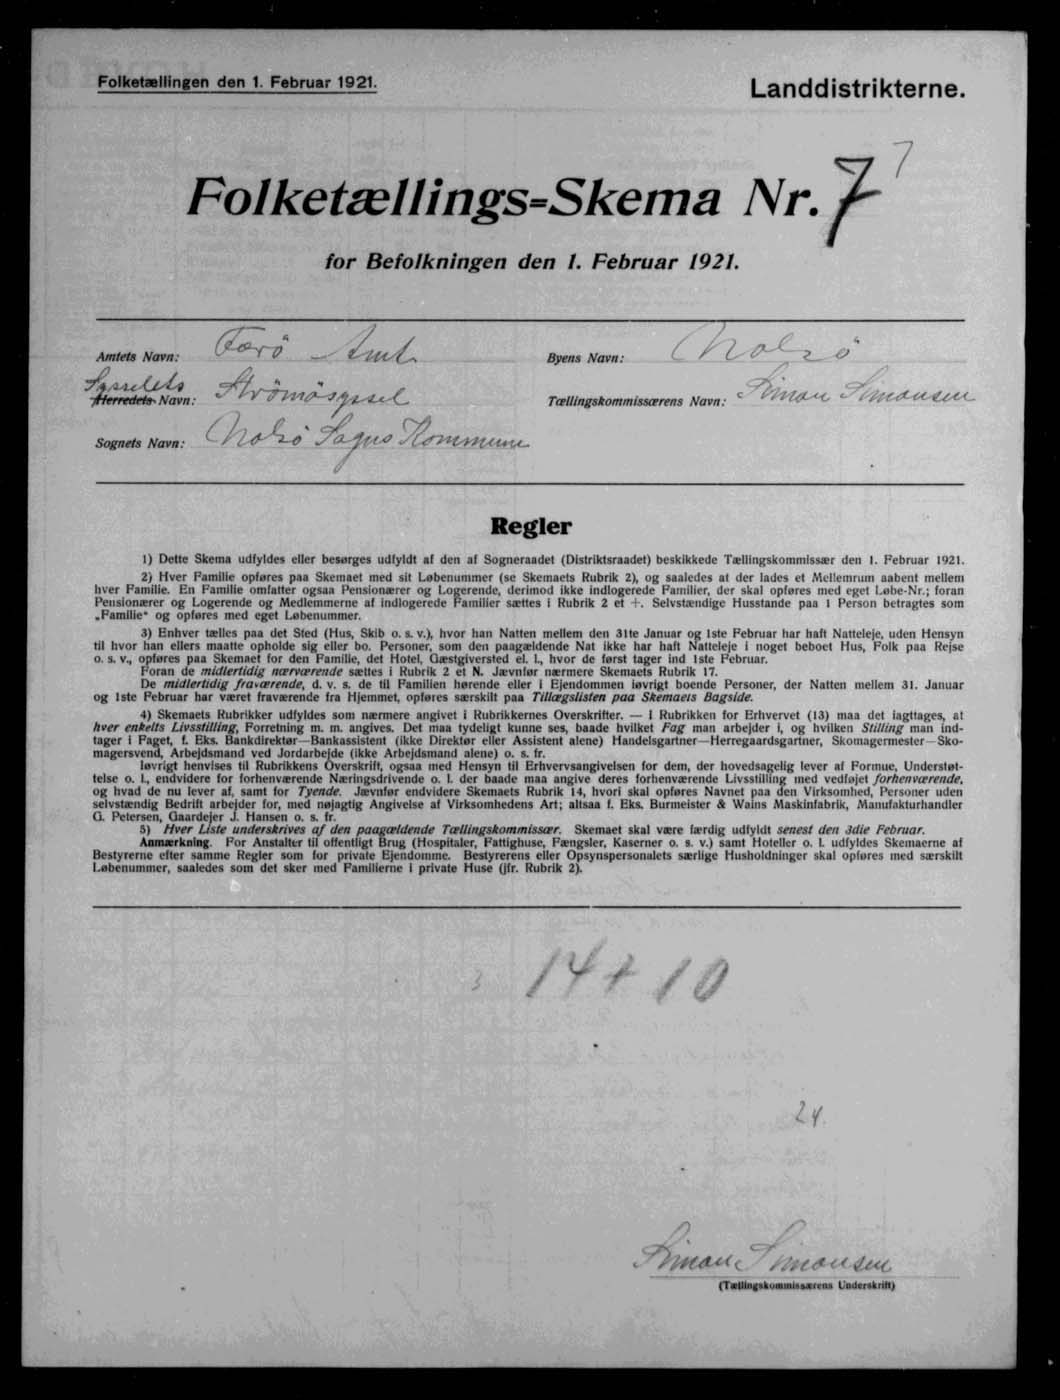 Folketællingen den 1. Februar 1921.
Landdistrikterne.
7
Folketællings=Skema Nr. 7
for Befolkningen den 1. Februar 1921.
Amtets Navn: Færö Amt
Byens Navn: Nolsö
Sysselets
Herredets Navn: Strömösyssel
Tællingskommissærens Navn: Simon Simonsen
Sognets Navn: Nolsö Sogns Kommune
Regler
1) Dette Skema udfyldes eller besørges udfyldt af den af Sogneraadet (Distriktsraadet) beskikkede Tællingskommissær den 1. Februar 1921.
2) Hver Familie opføres paa Skemaet med sit Løbenummer (se Skemaets Rubrik 2), og saaledes at der lades et Mellemrum aabent mellem
hver Familie. En Familie omfatter ogsaa Pensionærer og Logerende, derimod ikke indlogerede Familier, der skal opføres med eget Løbe-Nr.; foran
Pensionærer og Logerende og Medlemmerne af indlogerede Familier sættes i Rubrik 2 et +. Selvstændige Husstande paa 1 Person betragtes som
„Familie“ og opføres med eget Løbenummer.
3) Enhver tælles paa det Sted (Hus, Skib o. s. v.), hvor han Natten mellem den 31te Januar og 1ste Februar har haft Natteleje, uden Hensyn
til hvor han ellers maatte opholde sig eller bo. Personer, som den paagældende Nat ikke har haft Natteleje i noget beboet Hus, Folk paa Rejse
o. s. v., opføres paa Skemaet for den Familie, det Hotel, Gæstgiversted el. l., hvor de først tager ind 1ste Februar.
Foran de midlertidig nærværende sættes i Rubrik 2 et N. Jævnfør nærmere Skemaets Rubrik 17.
De midlertidig fraværende, d. v. s. de til Familien hørende eller i Ejendommen iøvrigt boende Personer, der Natten mellem 31. Januar
og 1ste Februar har været fraværende fra Hjemmet, opføres særskilt paa Tillægslisten paa Skemaets Bagside.
4) Skemaets Rubrikker udfyldes som nærmere angivet i Rubrikkernes Overskrifter. — I Rubrikken for Erhvervet (13) maa det iagttages, at
hver enkelts Livsstilling, Forretning m. m. angives. Det maa tydeligt kunne ses, baade hvilket Fag man arbejder i, og hvilken Stilling man ind-
tager i Faget, f. Eks. Bankdirektør—Bankassistent (ikke Direktør eller Assistent alene) Handelsgartner—Herregaardsgartner, Skomagermester—Sko-
magersvend, Arbejdsmand ved Jordarbejde (ikke Arbejdsmand alene) o. s. fr.
Iøvrigt henvises til Rubrikkens Overskrift, ogsaa med Hensyn til Erhvervsangivelsen for dem, der hovedsagelig lever af Formue, Understøt-
telse o. l., endvidere for forhenværende Næringsdrivende o. l. der baade maa angive deres forhenværende Livsstilling med vedføjet forhenværende,
og hvad de nu lever af, samt for Tyende. Jævnfør endvidere Skemaets Rubrik 14, hvori skal opføres Navnet paa den Virksomhed, Personer uden
selvstændig Bedrift arbejder for, med nøjagtig Angivelse af Virksomhedens Art; altsaa f. Eks. Burmeister & Wains Maskinfabrik, Manufakturhandler
G. Petersen, Gaardejer J. Hansen o. s. fr.
5) Hver Liste underskrives af den paagældende Tællingskommissær. Skemaet skal være færdig udfyldt senest den 3die Februar.
Anmærkning. For Anstalter til offentligt Brug (Hospitaler, Fattighuse, Fængsler, Kaserner o. s. v.) samt Hoteller o. l. udfyldes Skemaerne af
Bestyrerne efter samme Regler som for private Ejendomme. Bestyrerens eller Opsynspersonalets særlige Husholdninger skal opføres med særskilt
Løbenummer, saaledes som det sker med Familierne i private Huse (jfr. Rubrik 2).
14 + 10
24.
Simon Simonsen
(Tællingskommissærens Underskrift)